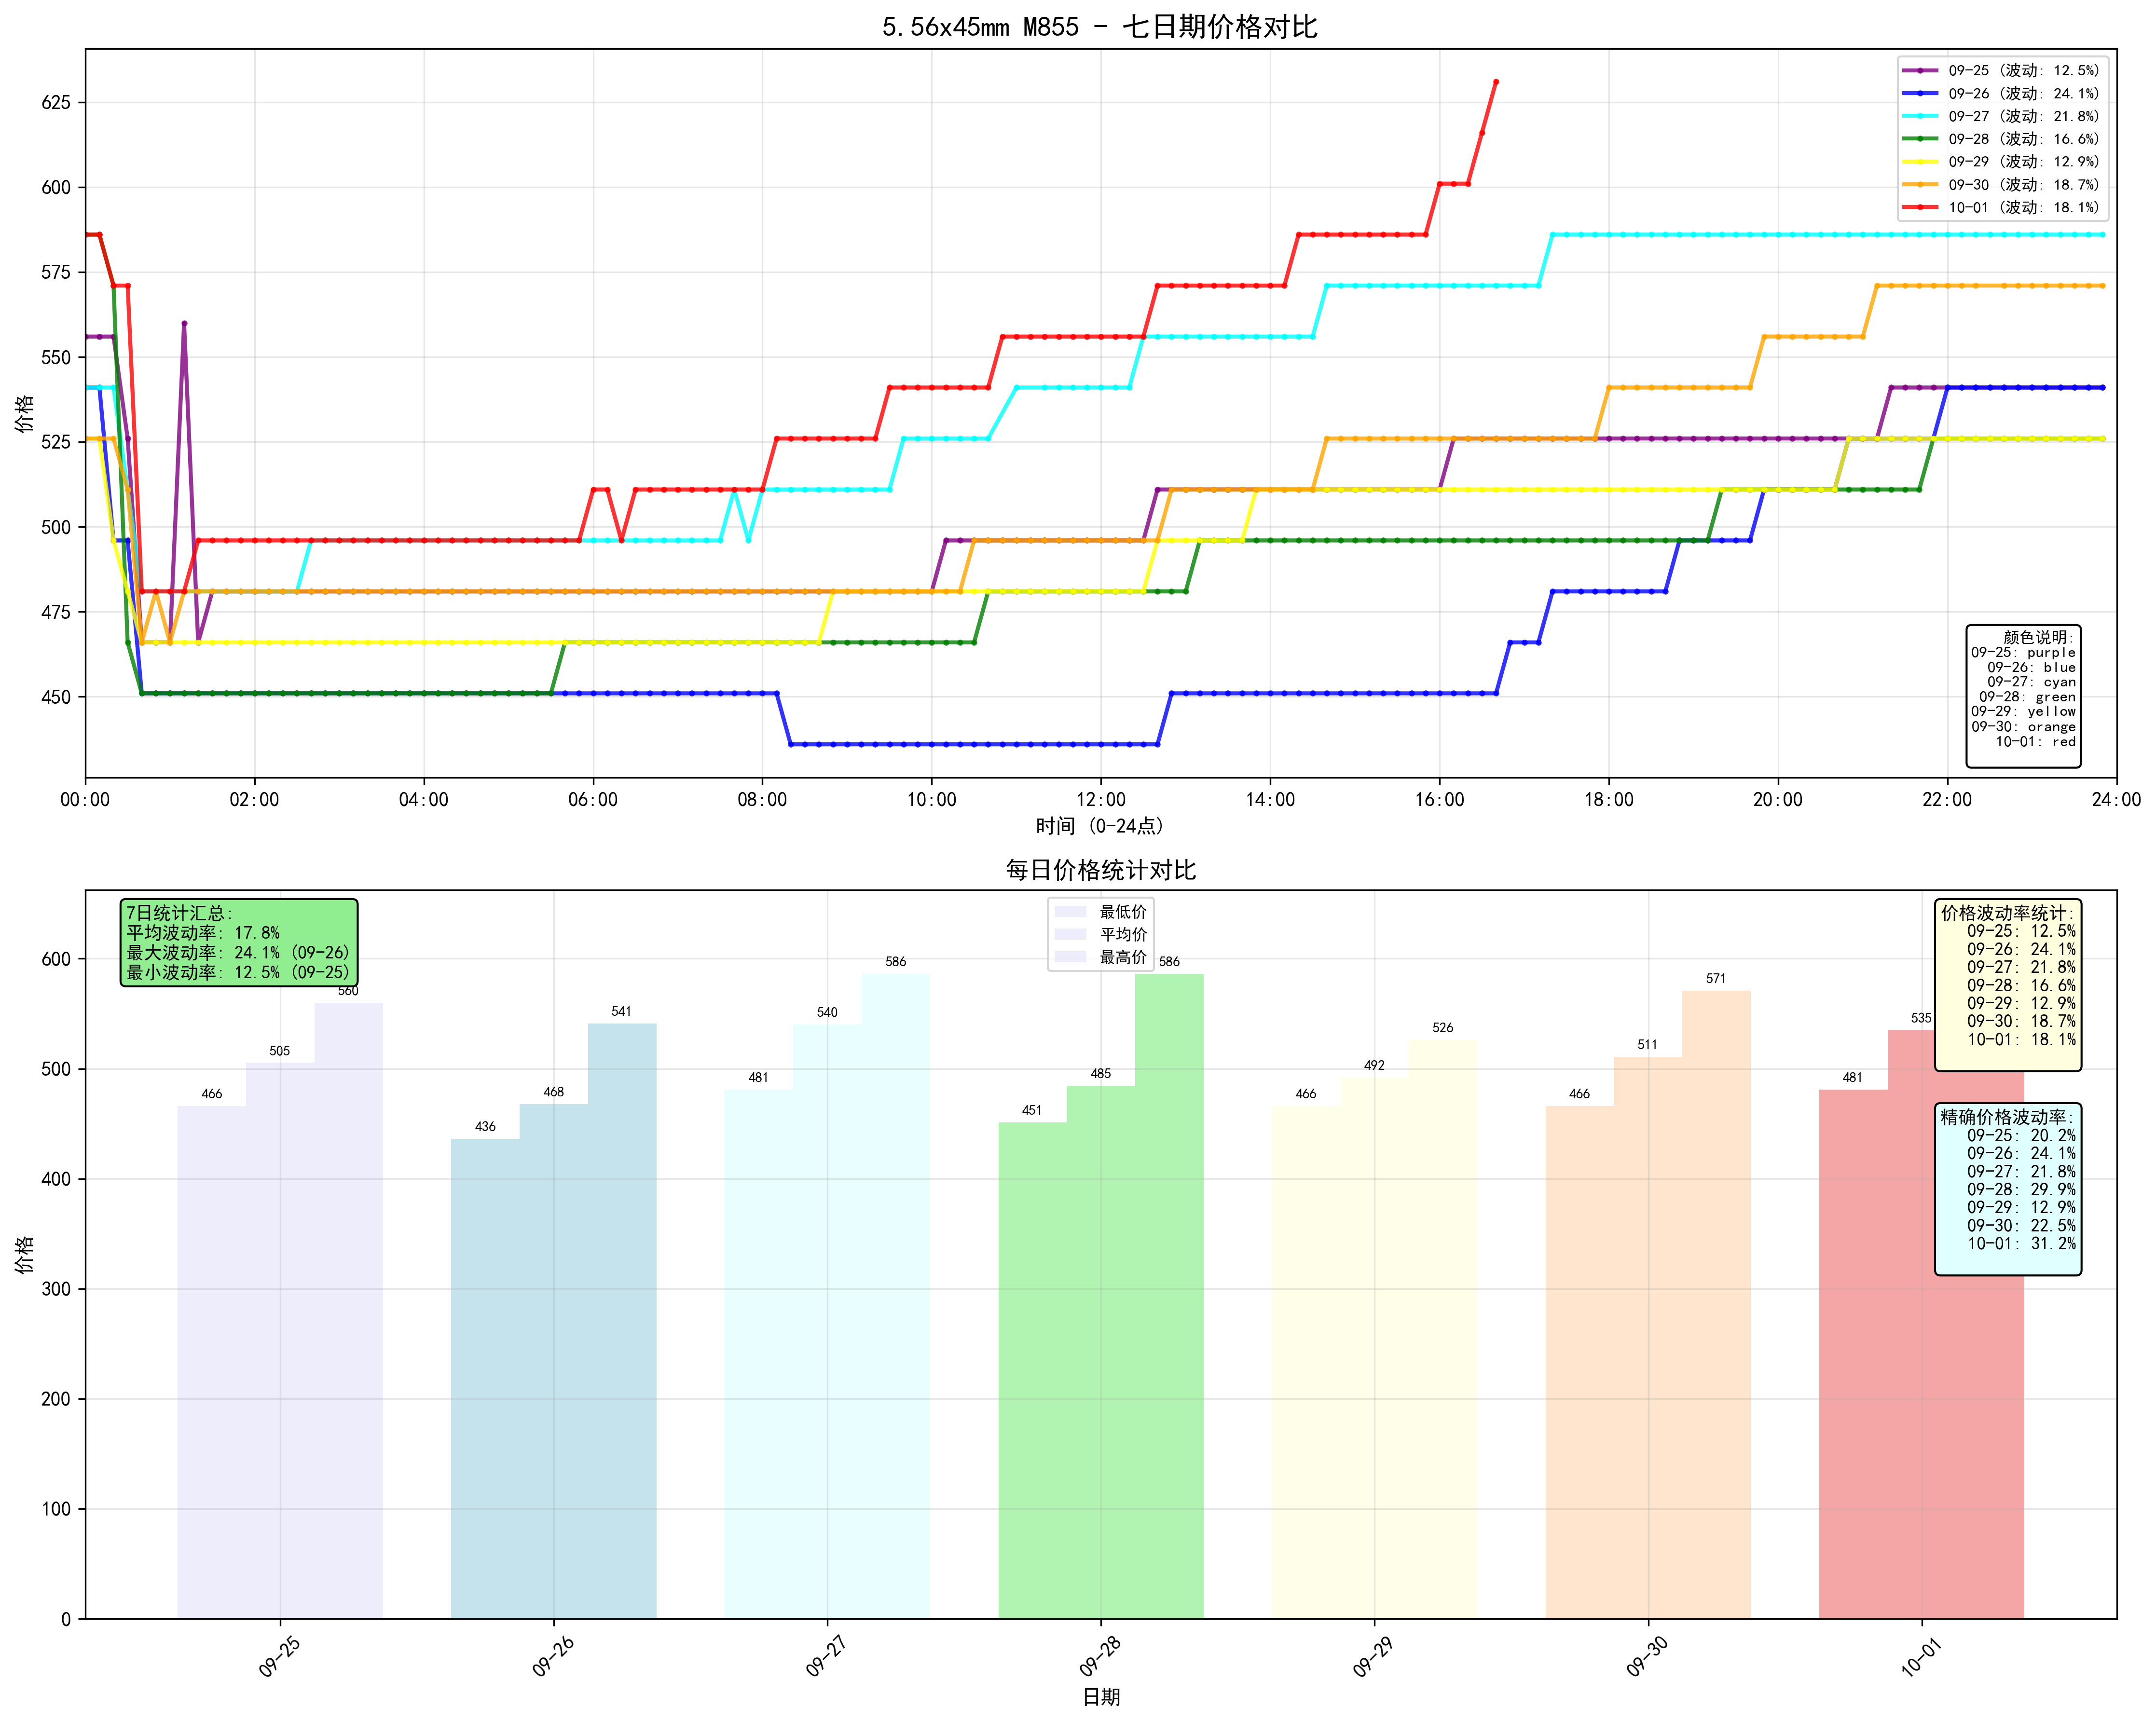 5.56x45mm M855 - 七日期价格对比
价格
625
600
575
550
525
500
475
450
09-25 (波动: 12.5%)
09-26 (波动: 24.1%)
09-27 (波动: 21.8%)
09-28 (波动: 16.6%)
09-29 (波动: 12.9%)
09-30 (波动: 18.7%)
10-01 (波动: 18.1%)
颜色说明:
09-25: purple
09-26: blue
09-27: cyan
09-28: green
09-29: yellow
09-30: orange
10-01: red
00:00 02:00 04:00 06:00 08:00 10:00 12:00 14:00 16:00 18:00 20:00 22:00 24:00
时间 (0-24点)
每日价格统计对比
价格
600
500
400
300
200
100
0
7日统计汇总:
平均波动率: 17.8%
最大波动率: 24.1% (09-26)
最小波动率: 12.5% (09-25)
最低价
平均价
最高价
价格波动率统计:
09-25: 12.5%
09-26: 24.1%
09-27: 21.8%
09-28: 16.6%
09-29: 12.9%
09-30: 18.7%
10-01: 18.1%
精确价格波动率:
09-25: 20.2%
09-26: 24.1%
09-27: 21.8%
09-28: 29.9%
09-29: 12.9%
09-30: 22.5%
10-01: 31.2%
466 505 560
436 468 541
481 540 586
451 485 586
466 492 526
466 511 571
481 535
09-25 09-26 09-27 09-28 09-29 09-30 10-01
日期